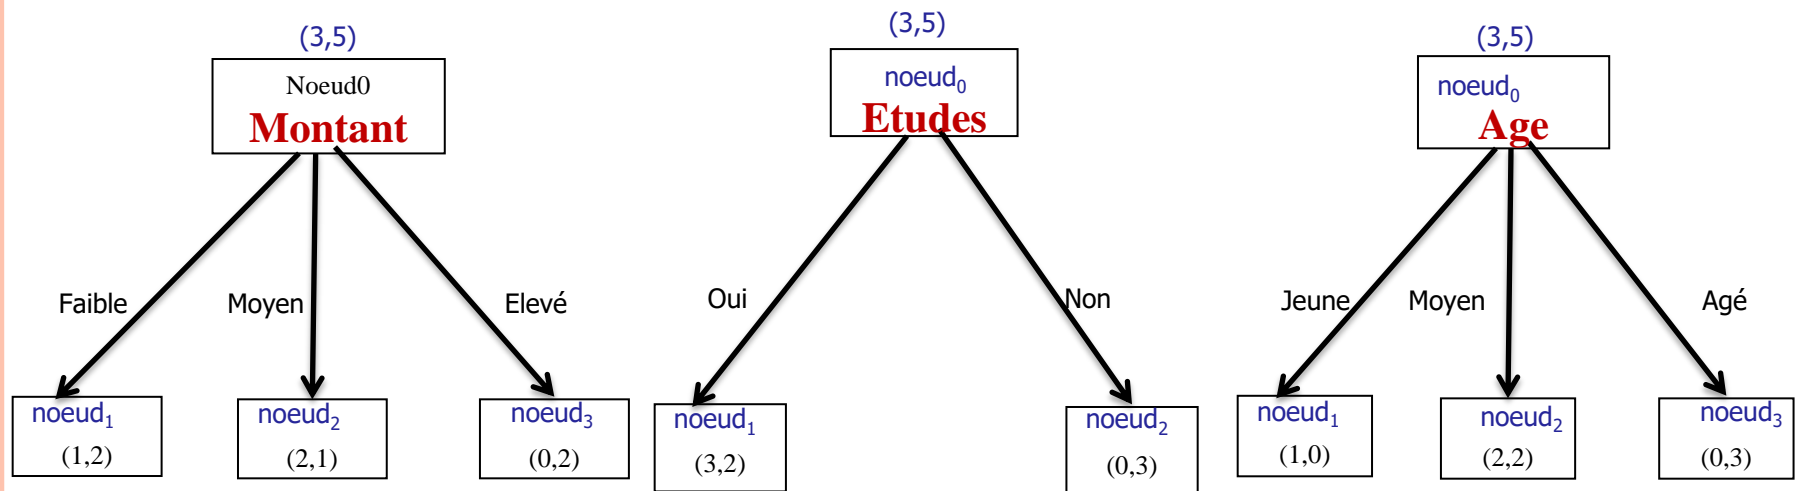 (3,5)
Noeud0
Montant
Faible
Moyen
Elevé
noeud1
(1,2)
noeud2
(2,1)
noeud3
(0,2)
(3,5)
noeud0
Etudes
Oui
Non
noeud1
(3,2)
noeud2
(0,3)
(3,5)
noeud0
Age
Jeune
Moyen
Agé
noeud1
(1,0)
noeud2
(2,2)
noeud3
(0,3)